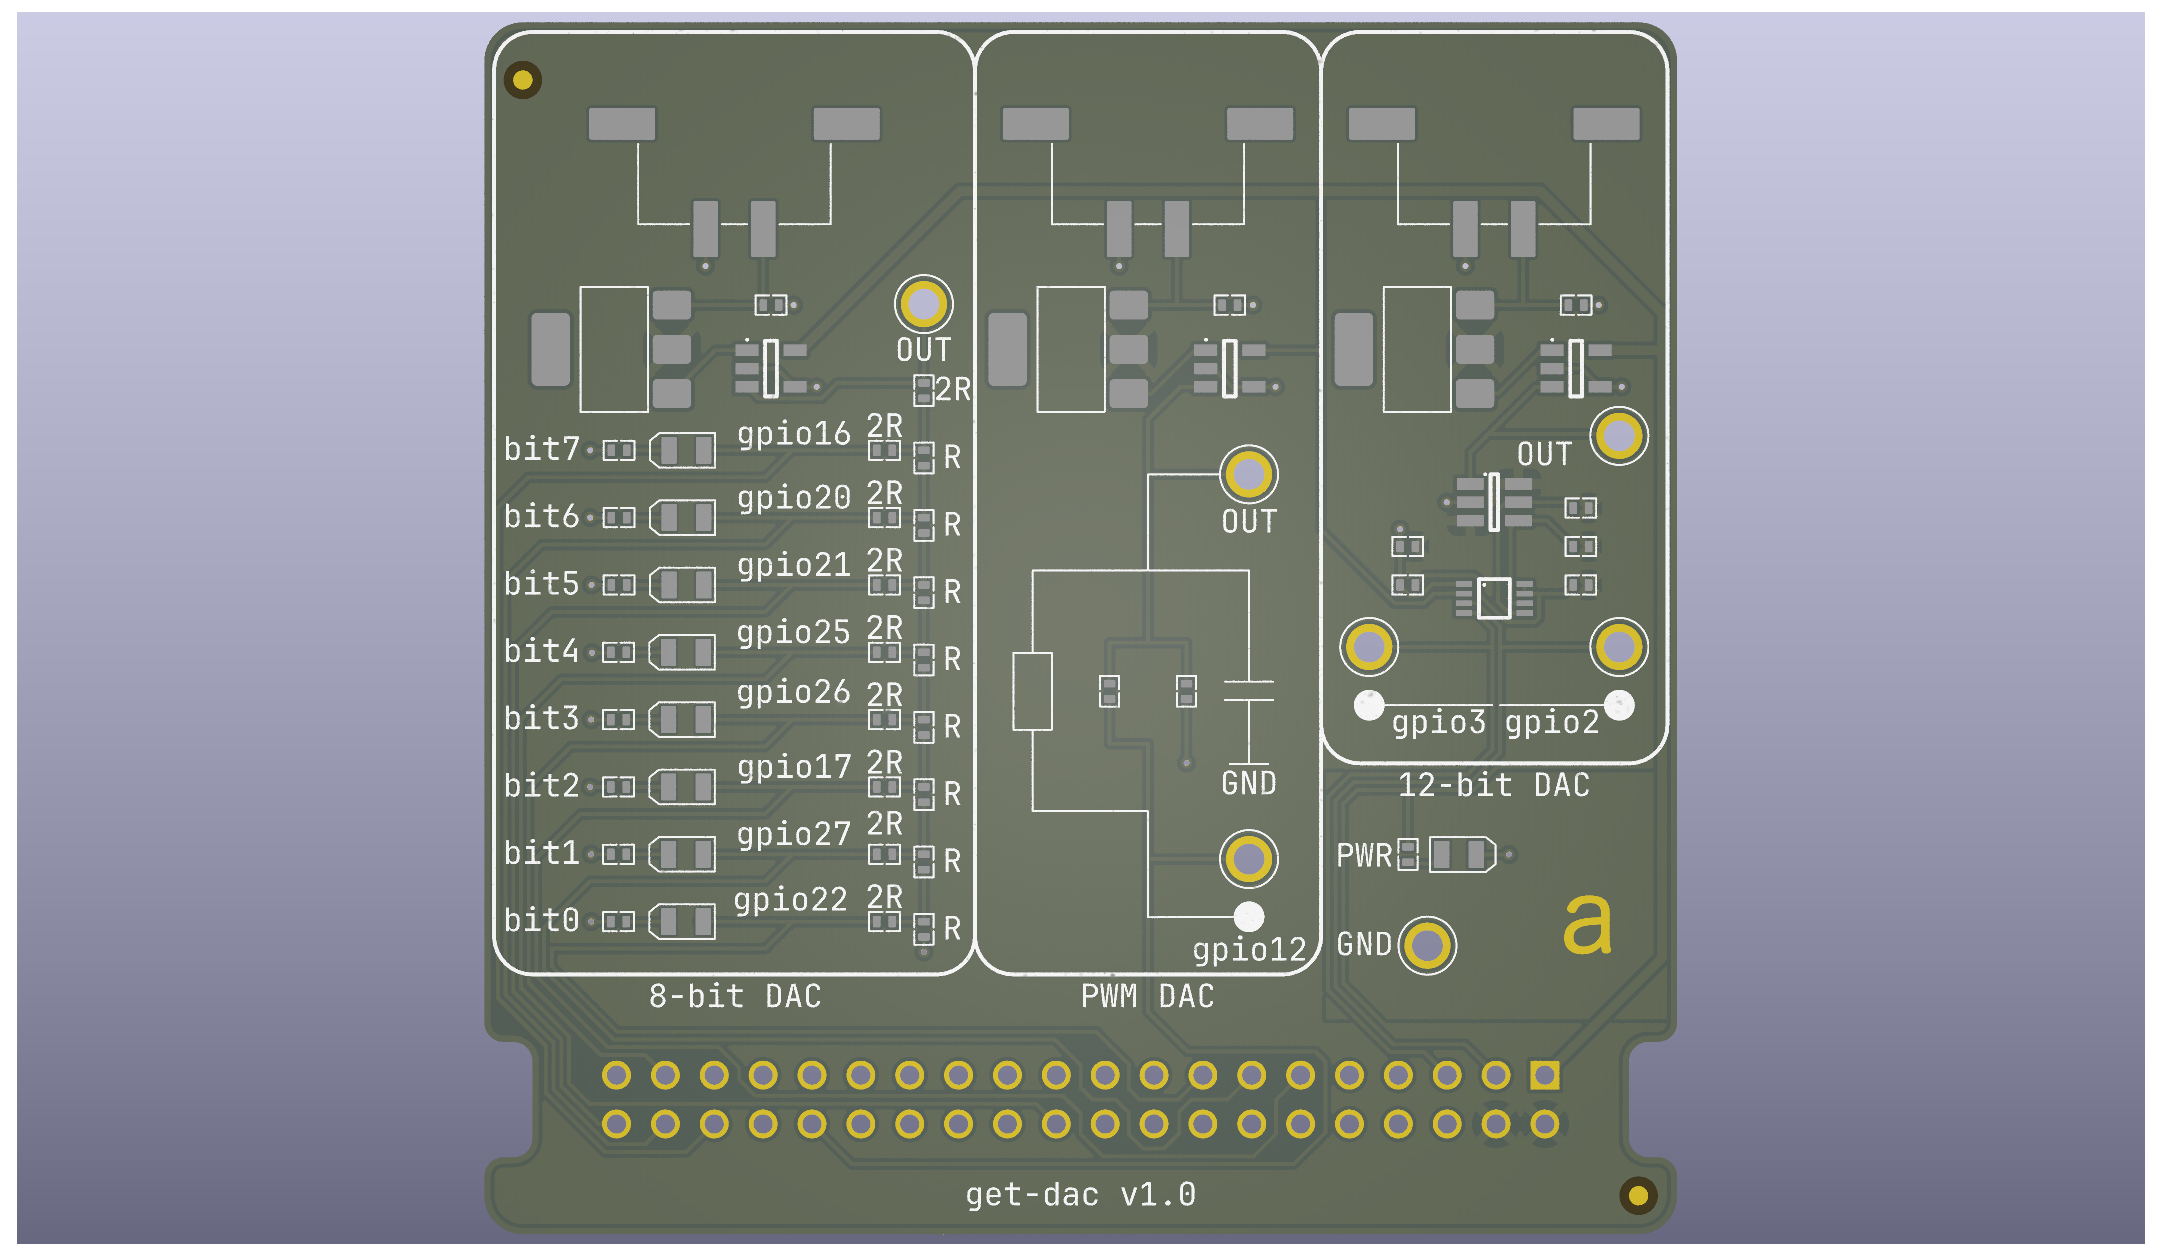 OUT
2R
bit7 gpio16 2R R
bit6 gpio20 2R R
bit5 gpio21 2R R
bit4 gpio25 2R R
bit3 gpio26 2R R
bit2 gpio17 2R R
bit1 gpio27 2R R
bit0 gpio22 2R R
8-bit DAC
OUT
GND
gpio12
PWM DAC
OUT
gpio3 gpio2
12-bit DAC
PWR
a
GND
get-dac v1.0